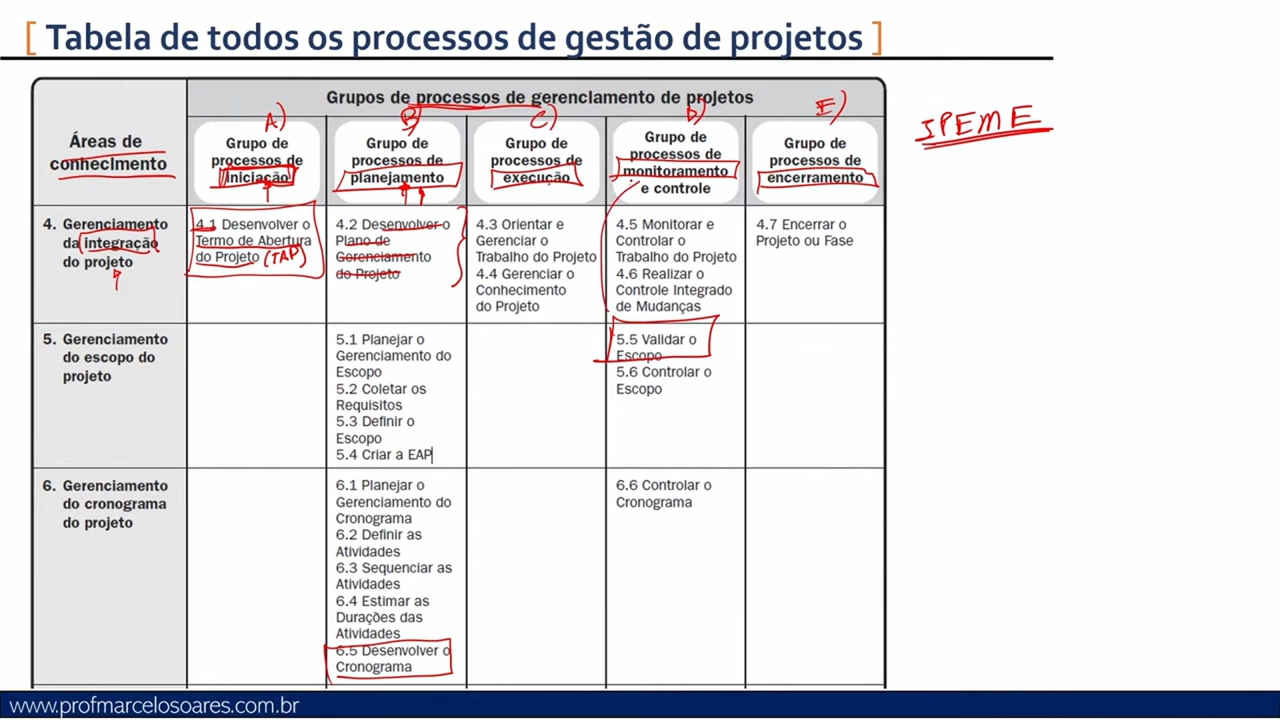 [ Tabela de todos os processos de gestão de projetos ]
Grupos de processos de gerenciamento de projetos
A) B) C) D) E)
IPEME
Áreas de
conhecimento
Grupo de
processos de
iniciação
Grupo de
processos de
planejamento
Grupo de
processos de
execução
Grupo de
processos de
monitoramento
e controle
Grupo de
processos de
encerramento
4. Gerenciamento
da integração
do projeto
4.1 Desenvolver o
Termo de Abertura
do Projeto (TAP)
4.2 Desenvolver o
Plano de
Gerenciamento
do Projeto
4.3 Orientar e
Gerenciar o
Trabalho do Projeto
4.4 Gerenciar o
Conhecimento
do Projeto
4.5 Monitorar e
Controlar o
Trabalho do Projeto
4.6 Realizar o
Controle Integrado
de Mudanças
4.7 Encerrar o
Projeto ou Fase
5. Gerenciamento
do escopo do
projeto
5.1 Planejar o
Gerenciamento do
Escopo
5.2 Coletar os
Requisitos
5.3 Definir o
Escopo
5.4 Criar a EAP
5.5 Validar o
Escopo
5.6 Controlar o
Escopo
6. Gerenciamento
do cronograma
do projeto
6.1 Planejar o
Gerenciamento do
Cronograma
6.2 Definir as
Atividades
6.3 Sequenciar as
Atividades
6.4 Estimar as
Durações das
Atividades
6.5 Desenvolver o
Cronograma
6.6 Controlar o
Cronograma
www.profmarcelosoares.com.br